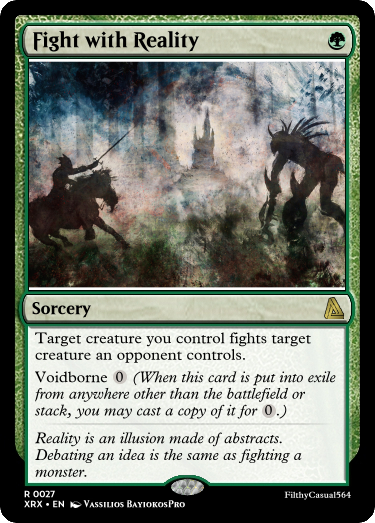 Fight with Reality
Sorcery
Target creature you control fights target
creature an opponent controls.
Voidborne 0 (When this card is put into exile
from anywhere other than the battlefield or
stack, you may cast a copy of it for 0.)
Reality is an illusion made of abstracts.
Debating an idea is the same as fighting a
monster.
R 0027
XRX • EN Vassilios BayiokosPro
FilthyCasual564